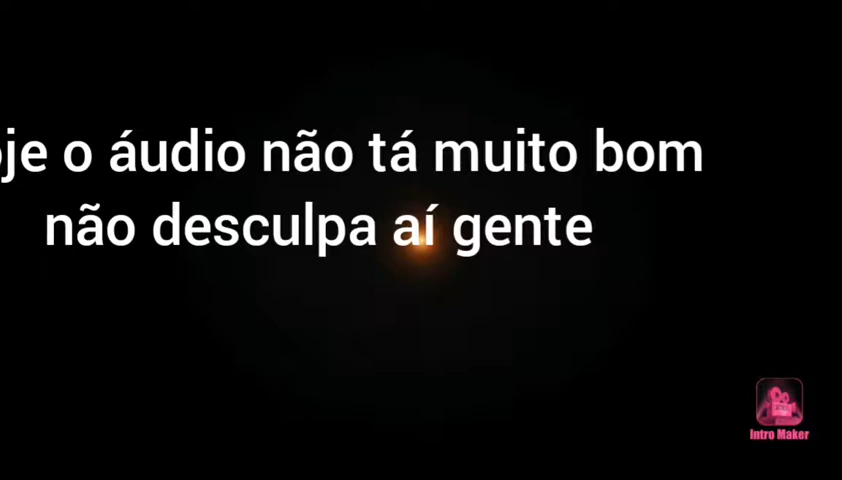 je o áudio não tá muito bom
não desculpa aí gente
Intro Maker